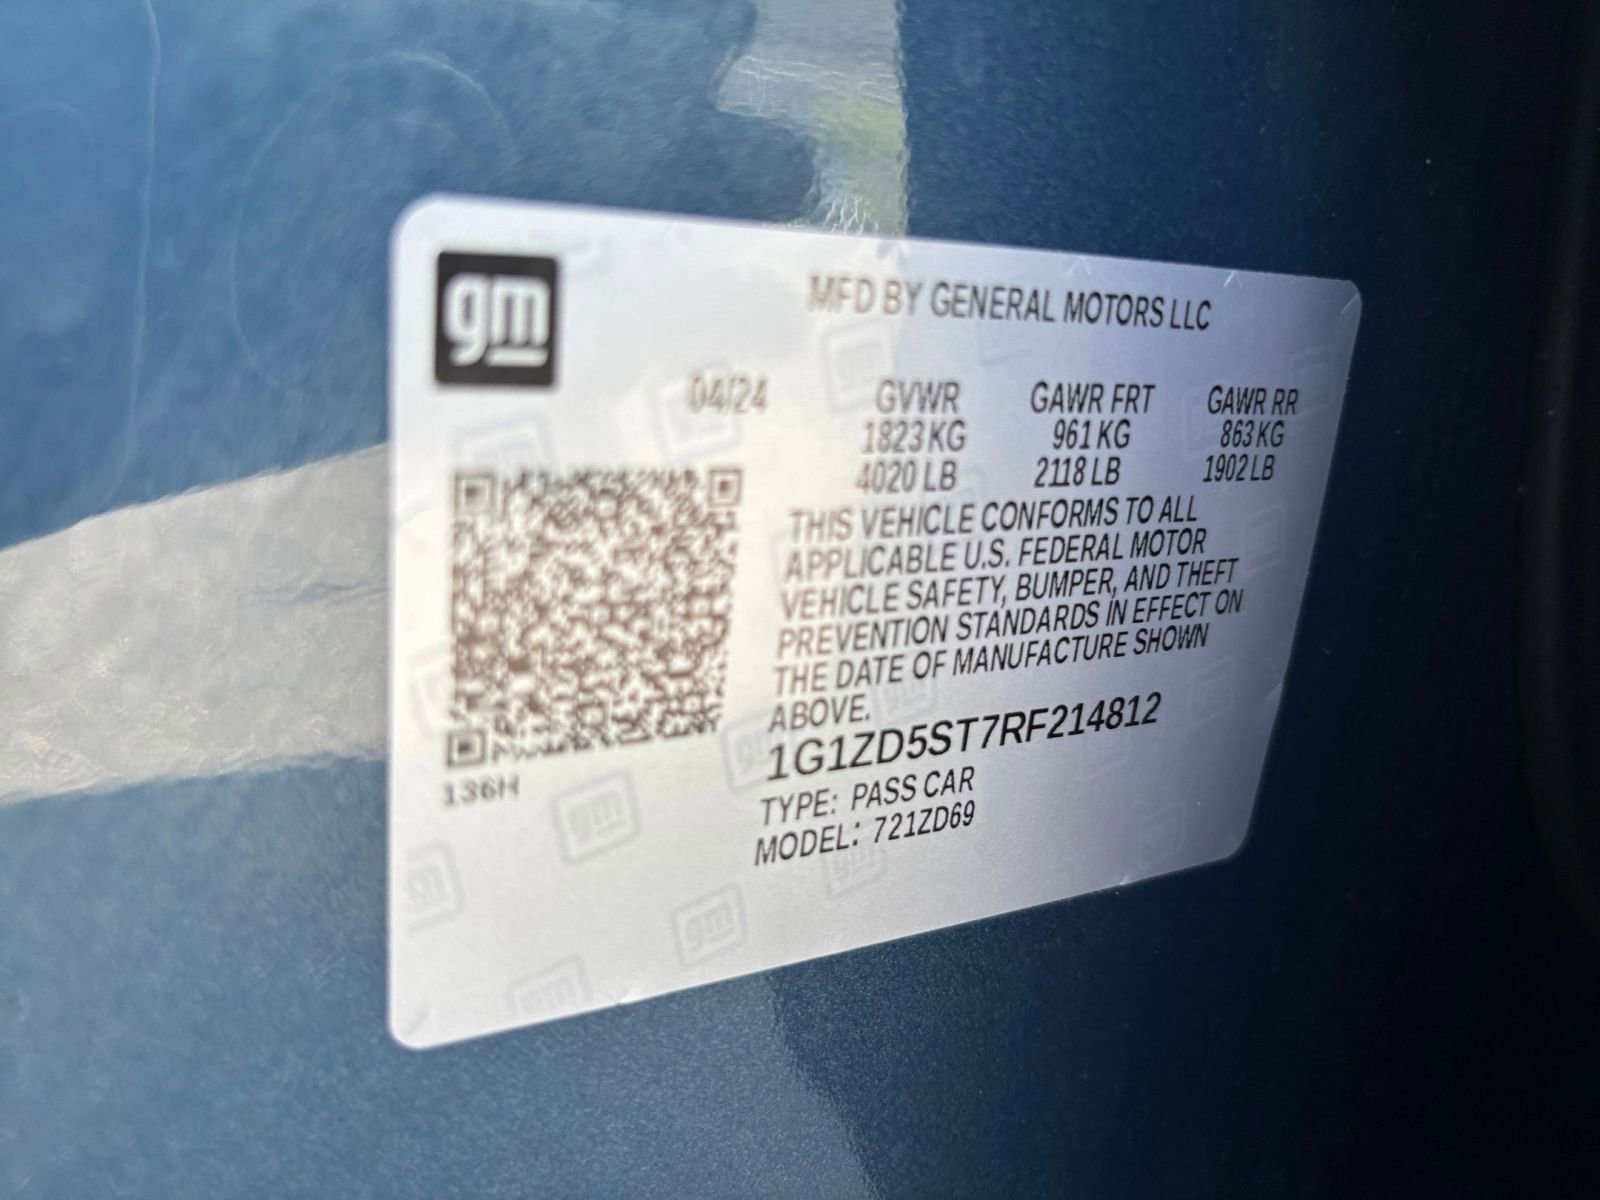 gm
MFD BY GENERAL MOTORS LLC
04/24 GVWR GAWR FRT GAWR RR
1823 KG 961 KG 863 KG
4020 LB 2118 LB 1902 LB
THIS VEHICLE CONFORMS TO ALL
APPLICABLE U.S. FEDERAL MOTOR
VEHICLE SAFETY, BUMPER, AND THEFT
PREVENTION STANDARDS IN EFFECT ON
THE DATE OF MANUFACTURE SHOWN
ABOVE.
1G1ZD5ST7RF214812
136H
TYPE: PASS CAR
MODEL: 721ZD69